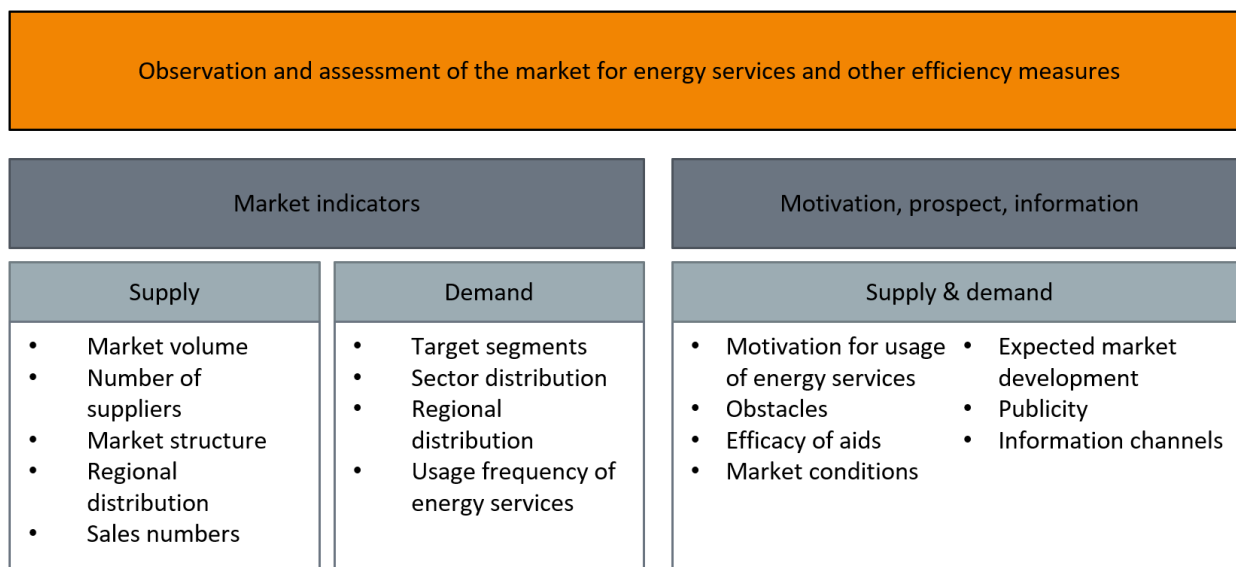 Observation and assessment of the market for energy services and other efficiency measures
Market indicators
Supply
• Market volume
• Number of
suppliers
• Market structure
• Regional
distribution
• Sales numbers
Demand
• Target segments
• Sector distribution
• Regional
distribution
• Usage frequency of
energy services
Motivation, prospect, information
Supply & demand
• Motivation for usage
of energy services
• Obstacles
• Efficacy of aids
• Market conditions
• Expected market
development
• Publicity
• Information channels